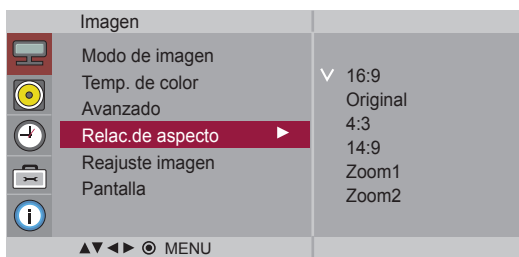 Imagen
Modo de imagen
Temp. de color
Avanzado
Relac.de aspecto
Reajuste imagen
Pantalla
16:9
Original
4:3
14:9
Zoom1
Zoom2
MENU